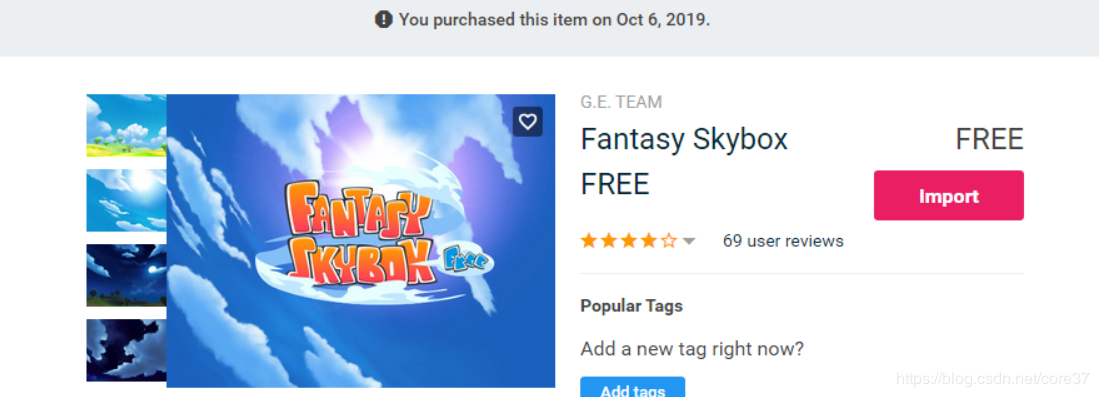 You purchased this item on Oct 6, 2019.
G.E. TEAM
Fantasy Skybox
FREE
FREE
Import
69 user reviews
FANTASY
SKYBOX Free
Popular Tags
Add a new tag right now?
https://blog.csdn.net/cora37
Add tags